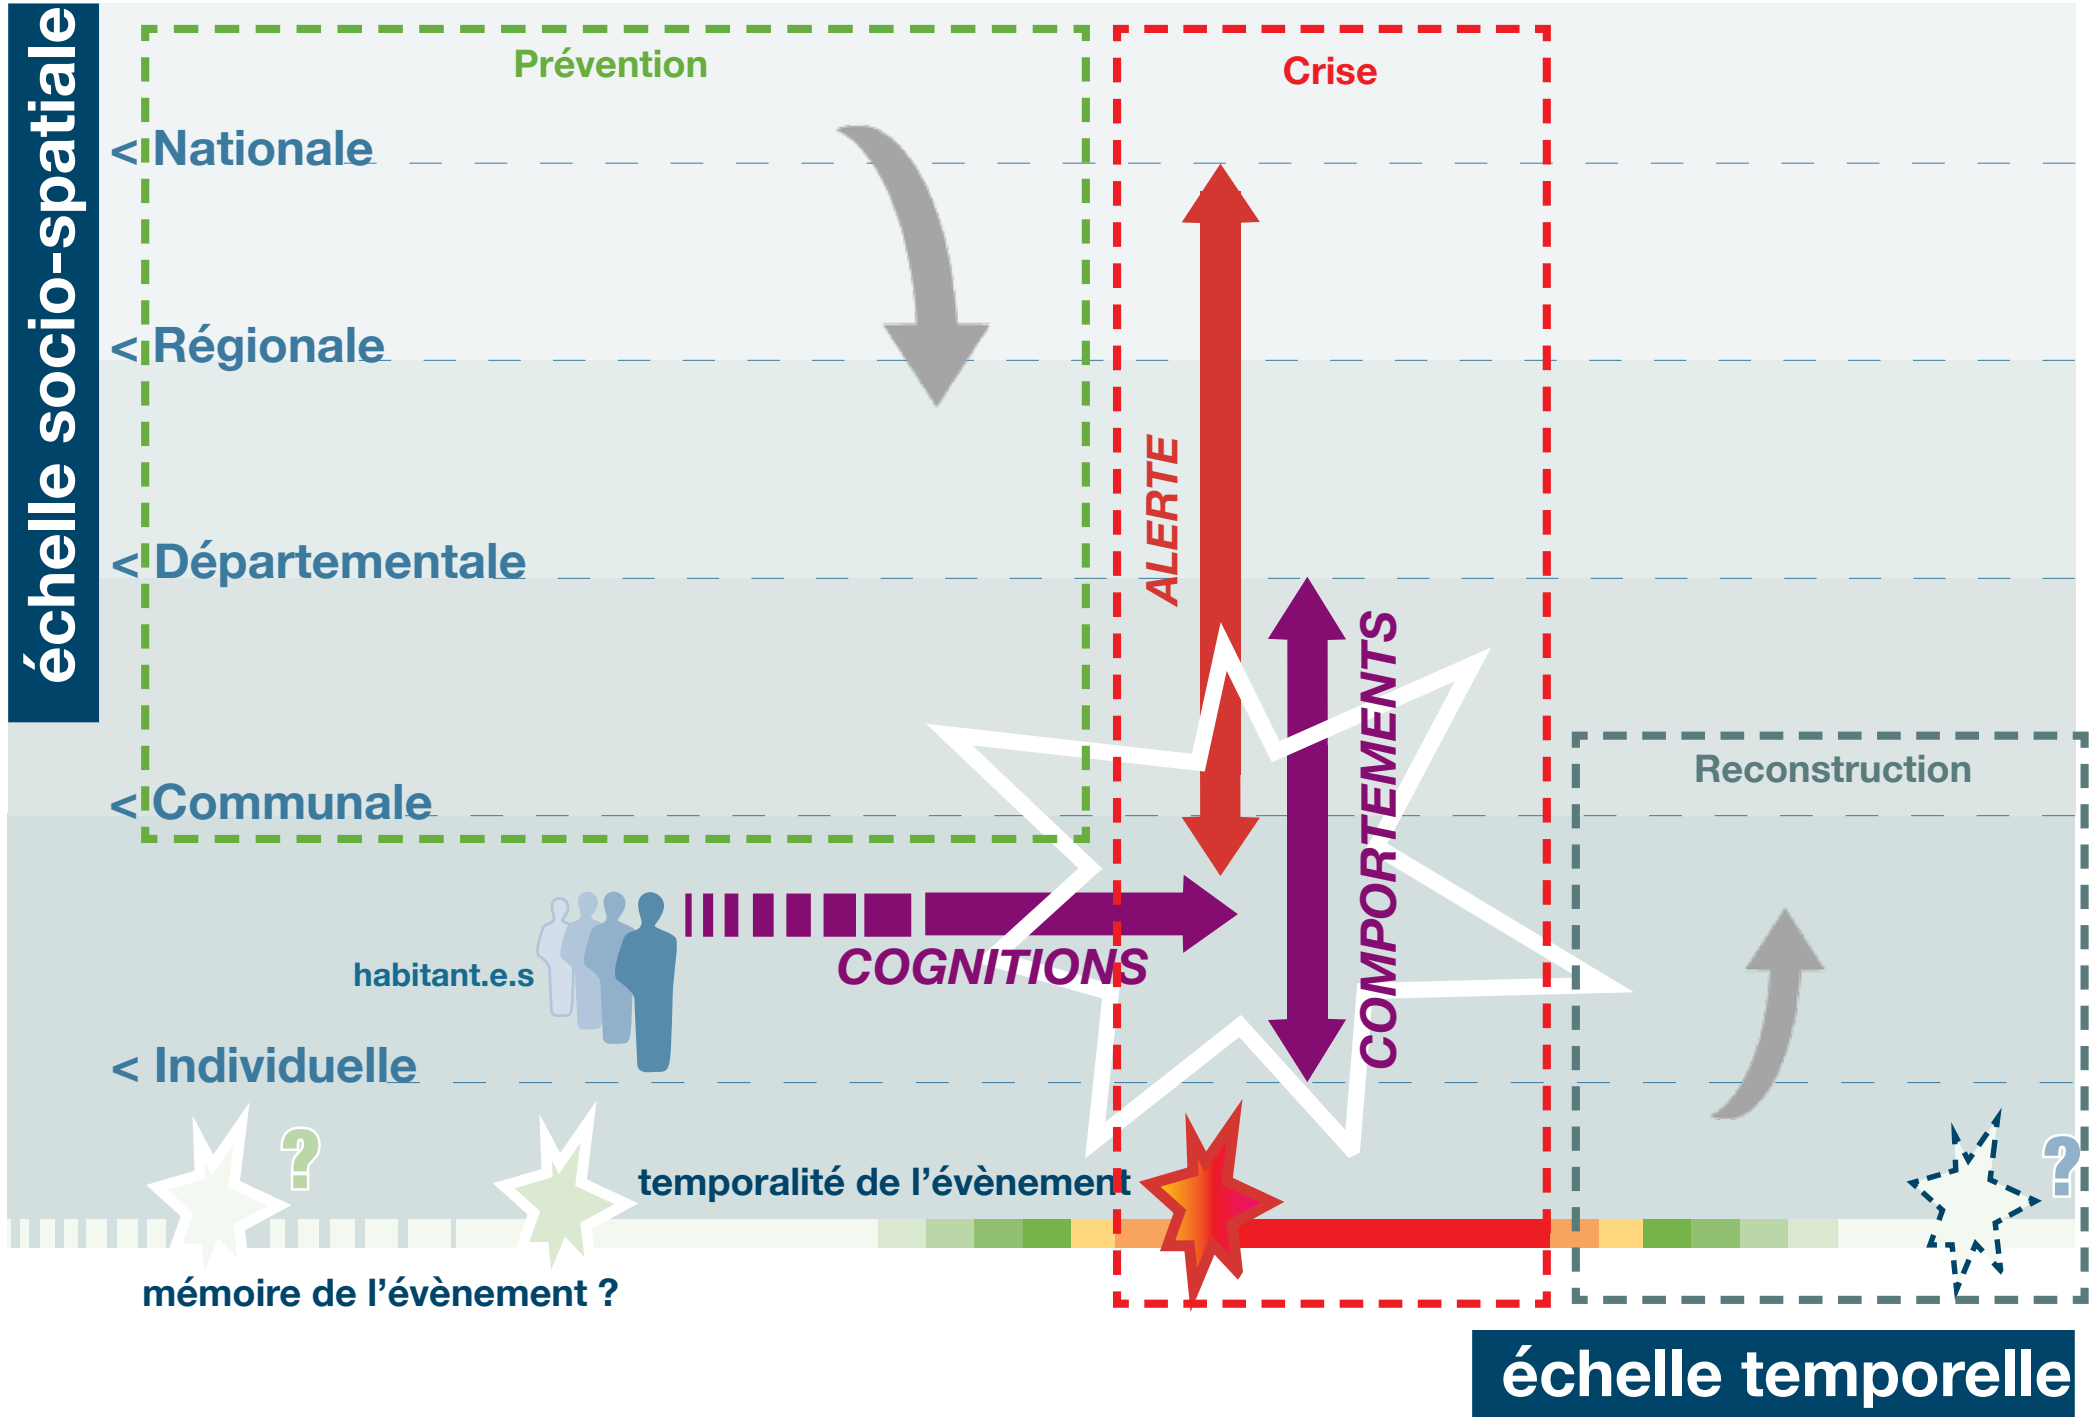 échelle socio-spatiale
Prévention
Crise
< Nationale
< Régionale
< Départementale
ALERTE
COMPORTEMENTS
Reconstruction
< Communale
habitant.e.s
COGNITIONS
< Individuelle
?
?
temporalité de l'évènement
mémoire de l'évènement ?
échelle temporelle